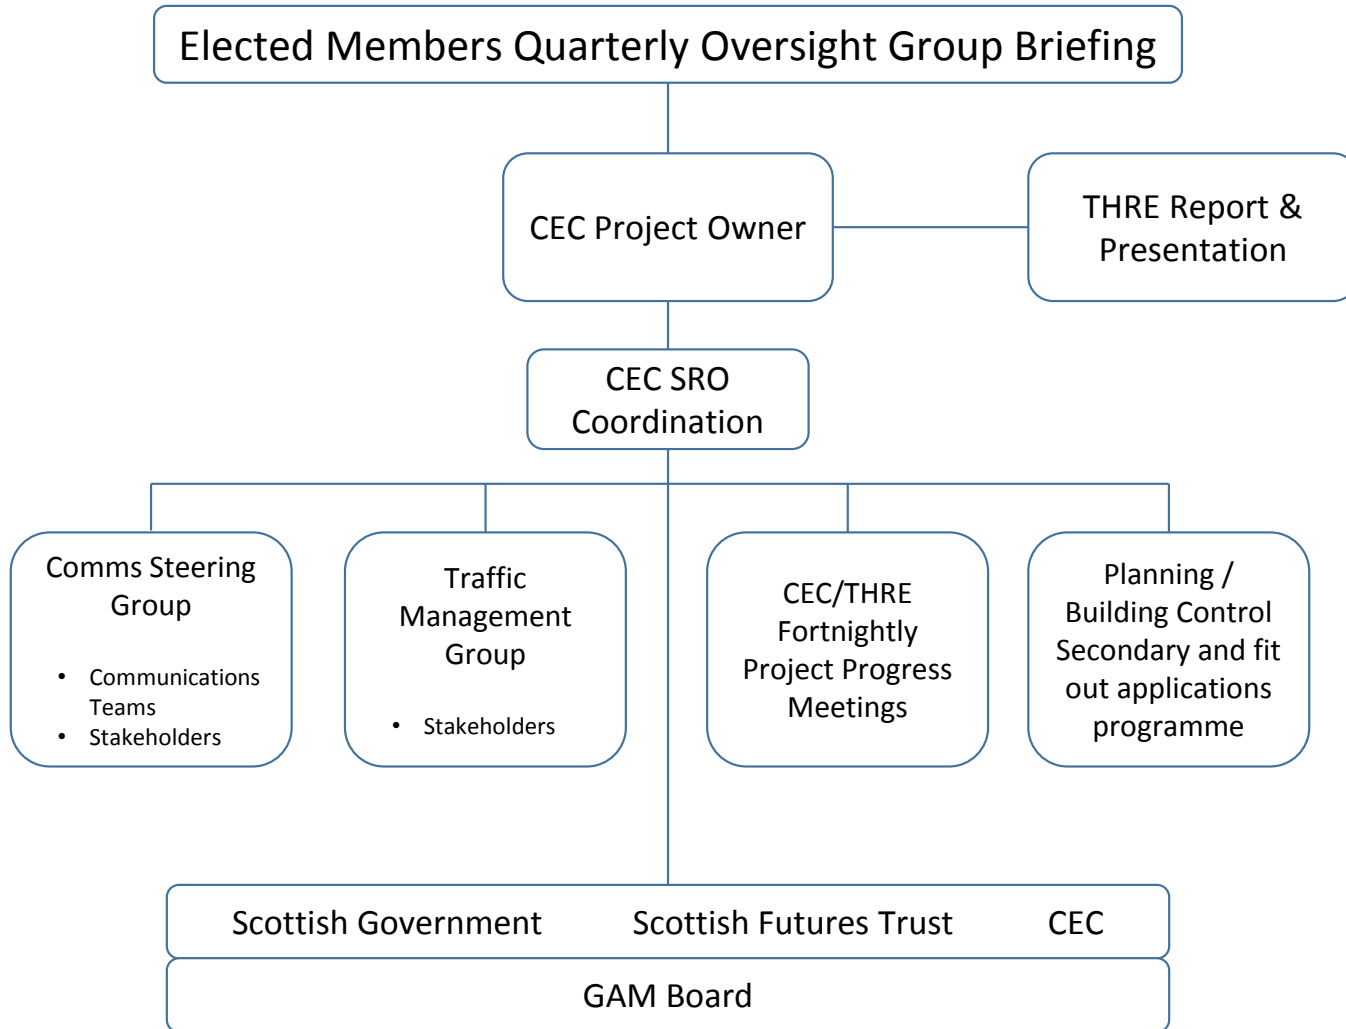 Elected Members Quarterly Oversight Group Briefing
CEC Project Owner
THRE Report &
Presentation
CEC SRO
Coordination
Comms Steering
Group
• Communications
Teams
• Stakeholders
Traffic
Management
Group
• Stakeholders
CEC/THRE
Fortnightly
Project Progress
Meetings
Planning /
Building Control
Secondary and fit
out applications
programme
Scottish Government Scottish Futures Trust CEC
GAM Board